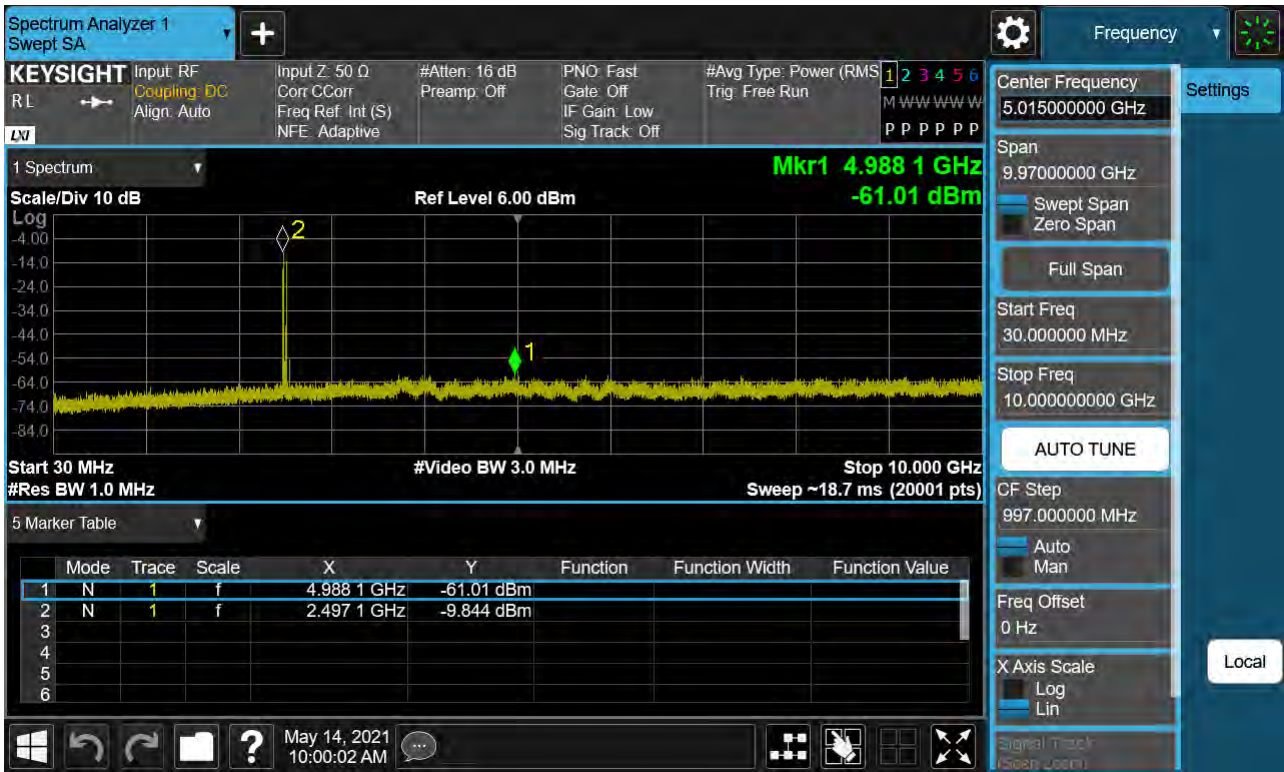 Spectrum Analyzer 1
Swept SA
+
Frequency
KEYSIGHT
RL
LXI
Input: RF
Coupling: DC
Align: Auto
Input Z: 50 Ω
Corr CCorr
Freq Ref: Int (S)
NFE: Adaptive
#Atten: 16 dB
Preamp: Off
PNO: Fast
Gate: Off
IF Gain: Low
Sig Track: Off
#Avg Type: Power (RMS
Trig: Free Run
1 2 3 4 5 6
M W W W W W
P P P P P P
1 Spectrum
Mkr1 4.988 1 GHz
-61.01 dBm
Scale/Div 10 dB
Ref Level 6.00 dBm
Log
-4.00
-14.0
-24.0
-34.0
-44.0
-54.0
-64.0
-74.0
-84.0
2
1
Start 30 MHz
#Video BW 3.0 MHz
Stop 10.000 GHz
#Res BW 1.0 MHz
Sweep ~18.7 ms (20001 pts)
5 Marker Table
Mode Trace Scale X Y Function Function Width Function Value
1 N 1 f 4.988 1 GHz -61.01 dBm
2 N 1 f 2.497 1 GHz -9.844 dBm
3
4
5
6
Center Frequency
5.015000000 GHz
Settings
Span
9.97000000 GHz
Swept Span
Zero Span
Full Span
Start Freq
30.000000 MHz
Stop Freq
10.000000000 GHz
AUTO TUNE
CF Step
997.000000 MHz
Auto
Man
Freq Offset
0 Hz
X Axis Scale
Log
Lin
Signal Track
(Span Zoom)
Local
?
May 14, 2021
10:00:02 AM